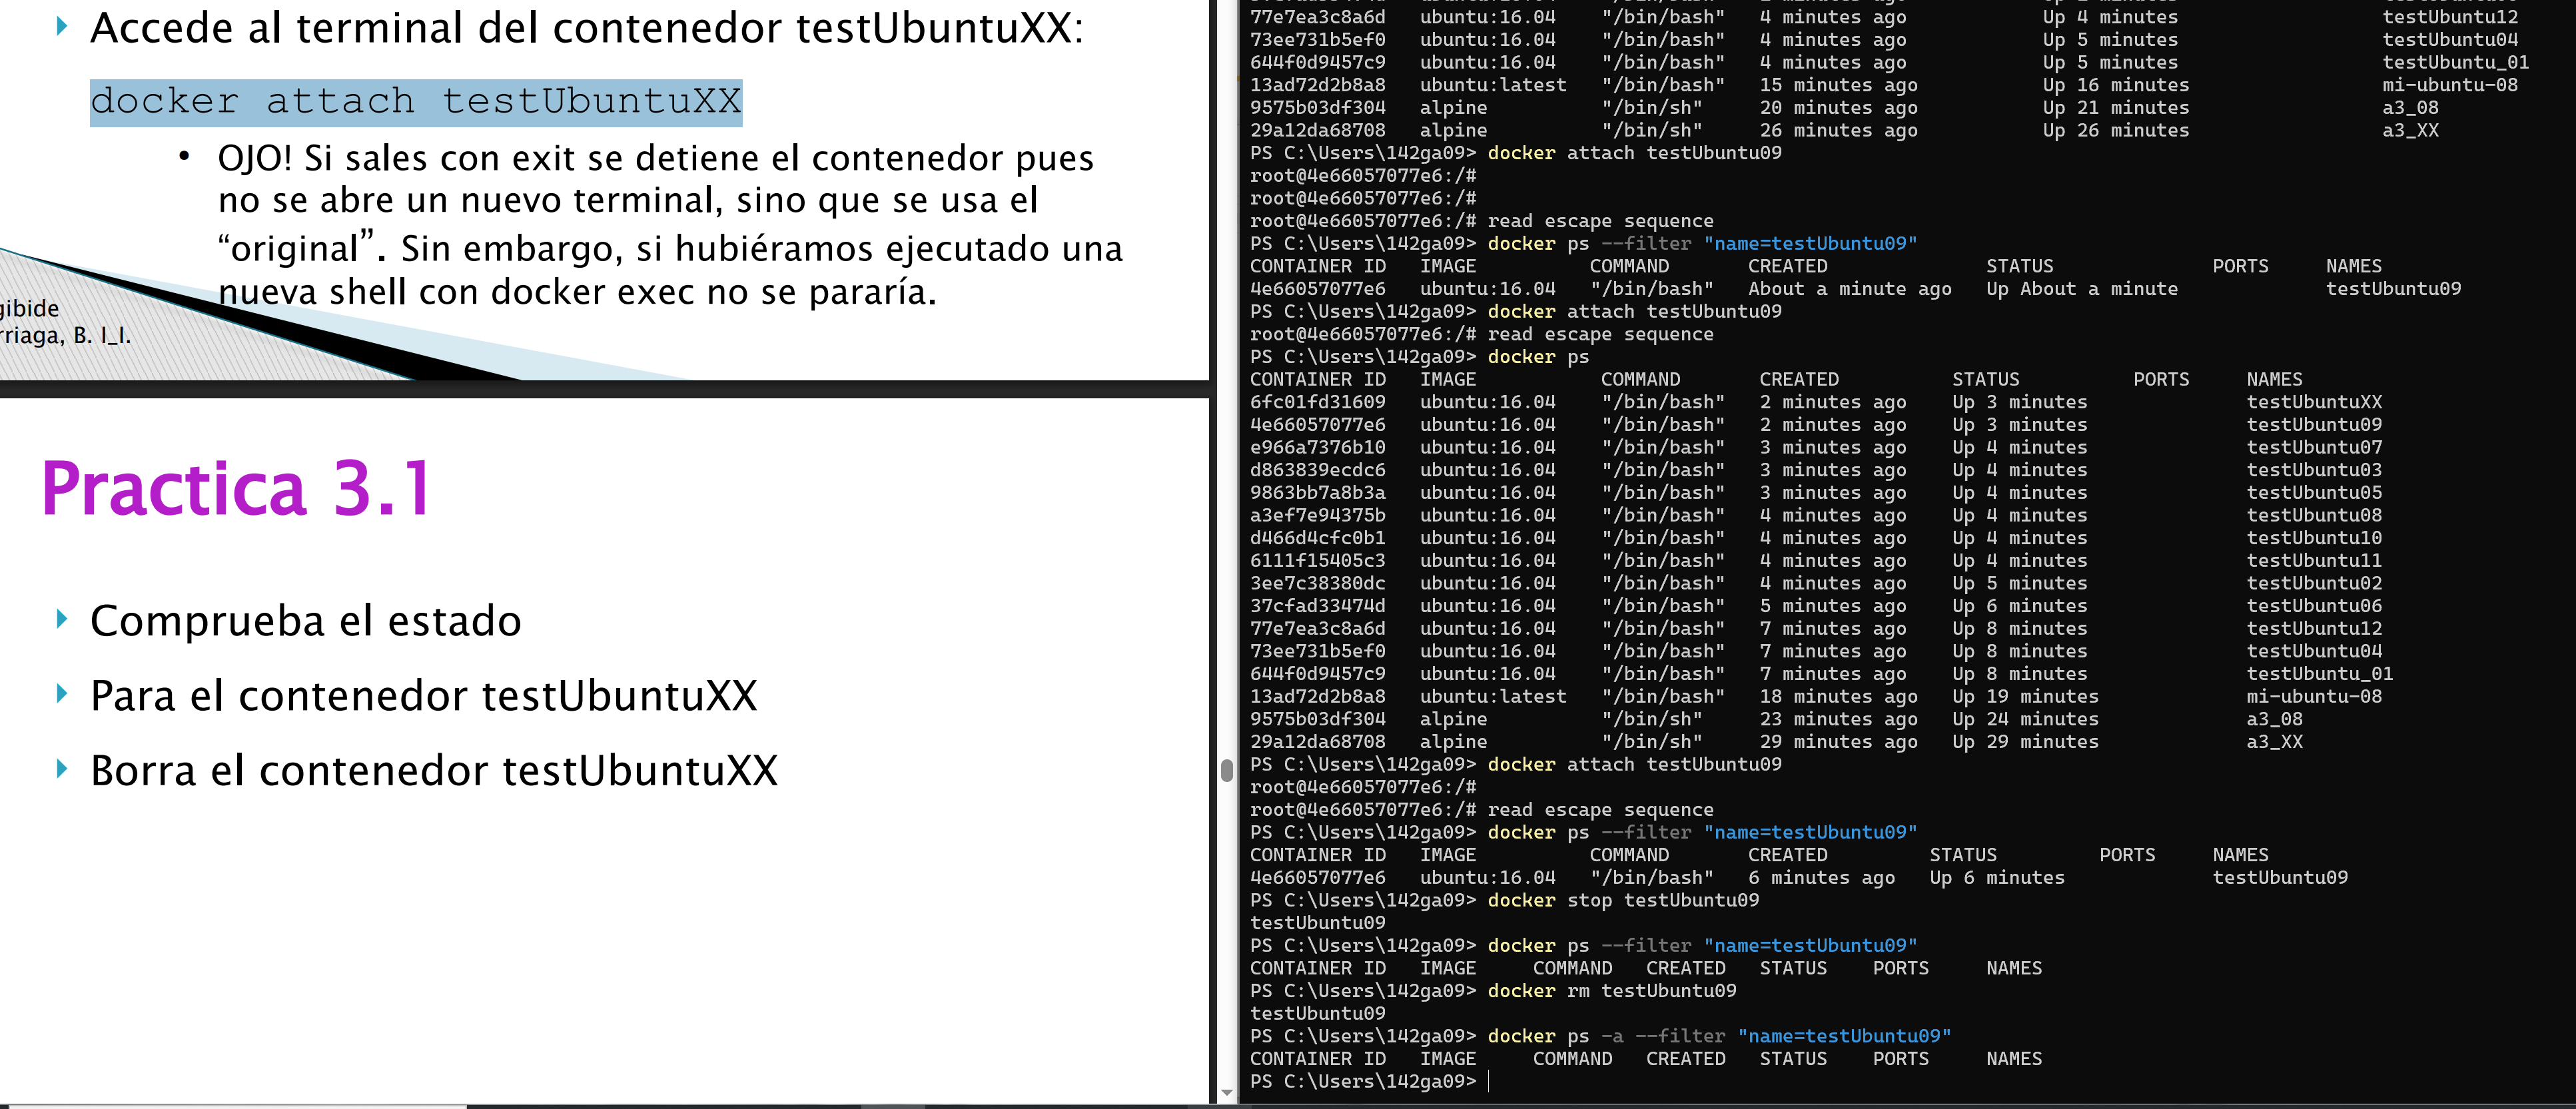 Accede al terminal del contenedor testUbuntuXX:
docker attach testUbuntuXX
• OJO! Si sales con exit se detiene el contenedor pues
no se abre un nuevo terminal, sino que se usa el
“original”. Sin embargo, si hubiéramos ejecutado una
nueva shell con docker exec no se pararía.
gibide
rriaga, B. I_I.
Practica 3.1
Comprueba el estado
Para el contenedor testUbuntuXX
Borra el contenedor testUbuntuXX
77e7ea3c8a6d ubuntu:16.04 "/bin/bash" 4 minutes ago Up 4 minutes testUbuntu12
73ee731b5ef0 ubuntu:16.04 "/bin/bash" 4 minutes ago Up 5 minutes testUbuntu04
644f0d9457c9 ubuntu:16.04 "/bin/bash" 4 minutes ago Up 5 minutes testUbuntu_01
13ad72d2b8a8 ubuntu:latest "/bin/bash" 15 minutes ago Up 16 minutes mi-ubuntu-08
9575b03df304 alpine "/bin/sh" 20 minutes ago Up 21 minutes a3_08
29a12da68708 alpine "/bin/sh" 26 minutes ago Up 26 minutes a3_XX
PS C:\Users\142ga09> docker attach testUbuntu09
root@4e66057077e6:/#
root@4e66057077e6:/#
root@4e66057077e6:/# read escape sequence
PS C:\Users\142ga09> docker ps --filter "name=testUbuntu09"
CONTAINER ID IMAGE COMMAND CREATED STATUS PORTS NAMES
4e66057077e6 ubuntu:16.04 "/bin/bash" About a minute ago Up About a minute testUbuntu09
PS C:\Users\142ga09> docker attach testUbuntu09
root@4e66057077e6:/# read escape sequence
PS C:\Users\142ga09> docker ps
CONTAINER ID IMAGE COMMAND CREATED STATUS PORTS NAMES
6fc01fd31609 ubuntu:16.04 "/bin/bash" 2 minutes ago Up 3 minutes testUbuntuXX
4e66057077e6 ubuntu:16.04 "/bin/bash" 2 minutes ago Up 3 minutes testUbuntu09
e966a7376b10 ubuntu:16.04 "/bin/bash" 3 minutes ago Up 4 minutes testUbuntu07
d863839ecdc6 ubuntu:16.04 "/bin/bash" 3 minutes ago Up 4 minutes testUbuntu03
9863bb7a8b3a ubuntu:16.04 "/bin/bash" 3 minutes ago Up 4 minutes testUbuntu05
a3ef7e94375b ubuntu:16.04 "/bin/bash" 4 minutes ago Up 4 minutes testUbuntu08
d466d4cfc0b1 ubuntu:16.04 "/bin/bash" 4 minutes ago Up 4 minutes testUbuntu10
6111f15405c3 ubuntu:16.04 "/bin/bash" 4 minutes ago Up 4 minutes testUbuntu11
3ee7c38380dc ubuntu:16.04 "/bin/bash" 4 minutes ago Up 5 minutes testUbuntu02
37cfad33474d ubuntu:16.04 "/bin/bash" 5 minutes ago Up 6 minutes testUbuntu06
77e7ea3c8a6d ubuntu:16.04 "/bin/bash" 7 minutes ago Up 8 minutes testUbuntu12
73ee731b5ef0 ubuntu:16.04 "/bin/bash" 7 minutes ago Up 8 minutes testUbuntu04
644f0d9457c9 ubuntu:16.04 "/bin/bash" 7 minutes ago Up 8 minutes testUbuntu_01
13ad72d2b8a8 ubuntu:latest "/bin/bash" 18 minutes ago Up 19 minutes mi-ubuntu-08
9575b03df304 alpine "/bin/sh" 23 minutes ago Up 24 minutes a3_08
29a12da68708 alpine "/bin/sh" 29 minutes ago Up 29 minutes a3_XX
PS C:\Users\142ga09> docker attach testUbuntu09
root@4e66057077e6:/#
root@4e66057077e6:/# read escape sequence
PS C:\Users\142ga09> docker ps --filter "name=testUbuntu09"
CONTAINER ID IMAGE COMMAND CREATED STATUS PORTS NAMES
4e66057077e6 ubuntu:16.04 "/bin/bash" 6 minutes ago Up 6 minutes testUbuntu09
PS C:\Users\142ga09> docker stop testUbuntu09
testUbuntu09
PS C:\Users\142ga09> docker ps --filter "name=testUbuntu09"
CONTAINER ID IMAGE COMMAND CREATED STATUS PORTS NAMES
PS C:\Users\142ga09> docker rm testUbuntu09
testUbuntu09
PS C:\Users\142ga09> docker ps -a --filter "name=testUbuntu09"
CONTAINER ID IMAGE COMMAND CREATED STATUS PORTS NAMES
PS C:\Users\142ga09>